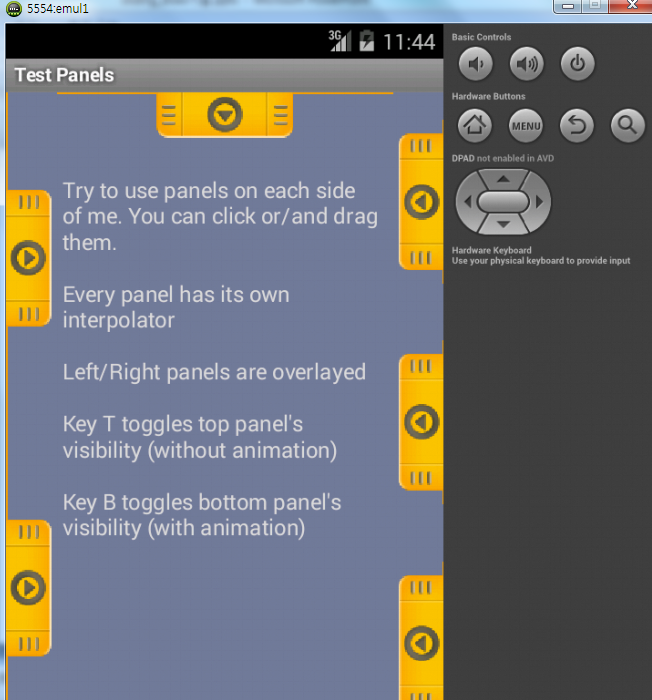 5554:emul1
3G 11:44
Test Panels
Try to use panels on each side
of me. You can click or/and drag
them.
Every panel has its own
interpolator
Left/Right panels are overlayed
Key T toggles top panel's
visibility (without animation)
Key B toggles bottom panel's
visibility (with animation)
Basic Controls
Hardware Buttons
MENU
DPAD not enabled in AVD
Hardware Keyboard
Use your physical keyboard to provide input